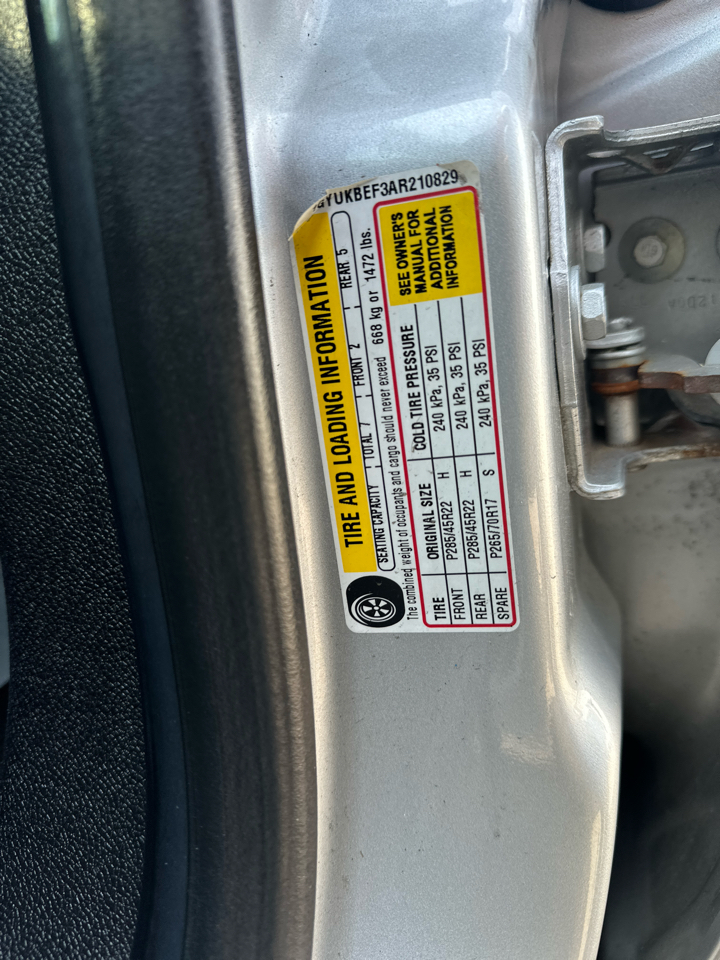 GYUKBEF3AR210829
TIRE AND LOADING INFORMATION
SEATING CAPACITY TOTAL 7 FRONT 2 REAR 5
The combined weight of occupants and cargo should never exceed 668 kg or 1472 lbs.
TIRE ORIGINAL SIZE COLD TIRE PRESSURE
FRONT P285/45R22 H 240 kPa, 35 PSI
REAR P285/45R22 H 240 kPa, 35 PSI
SPARE P265/70R17 S 240 kPa, 35 PSI
SEE OWNER'S
MANUAL FOR
ADDITIONAL
INFORMATION